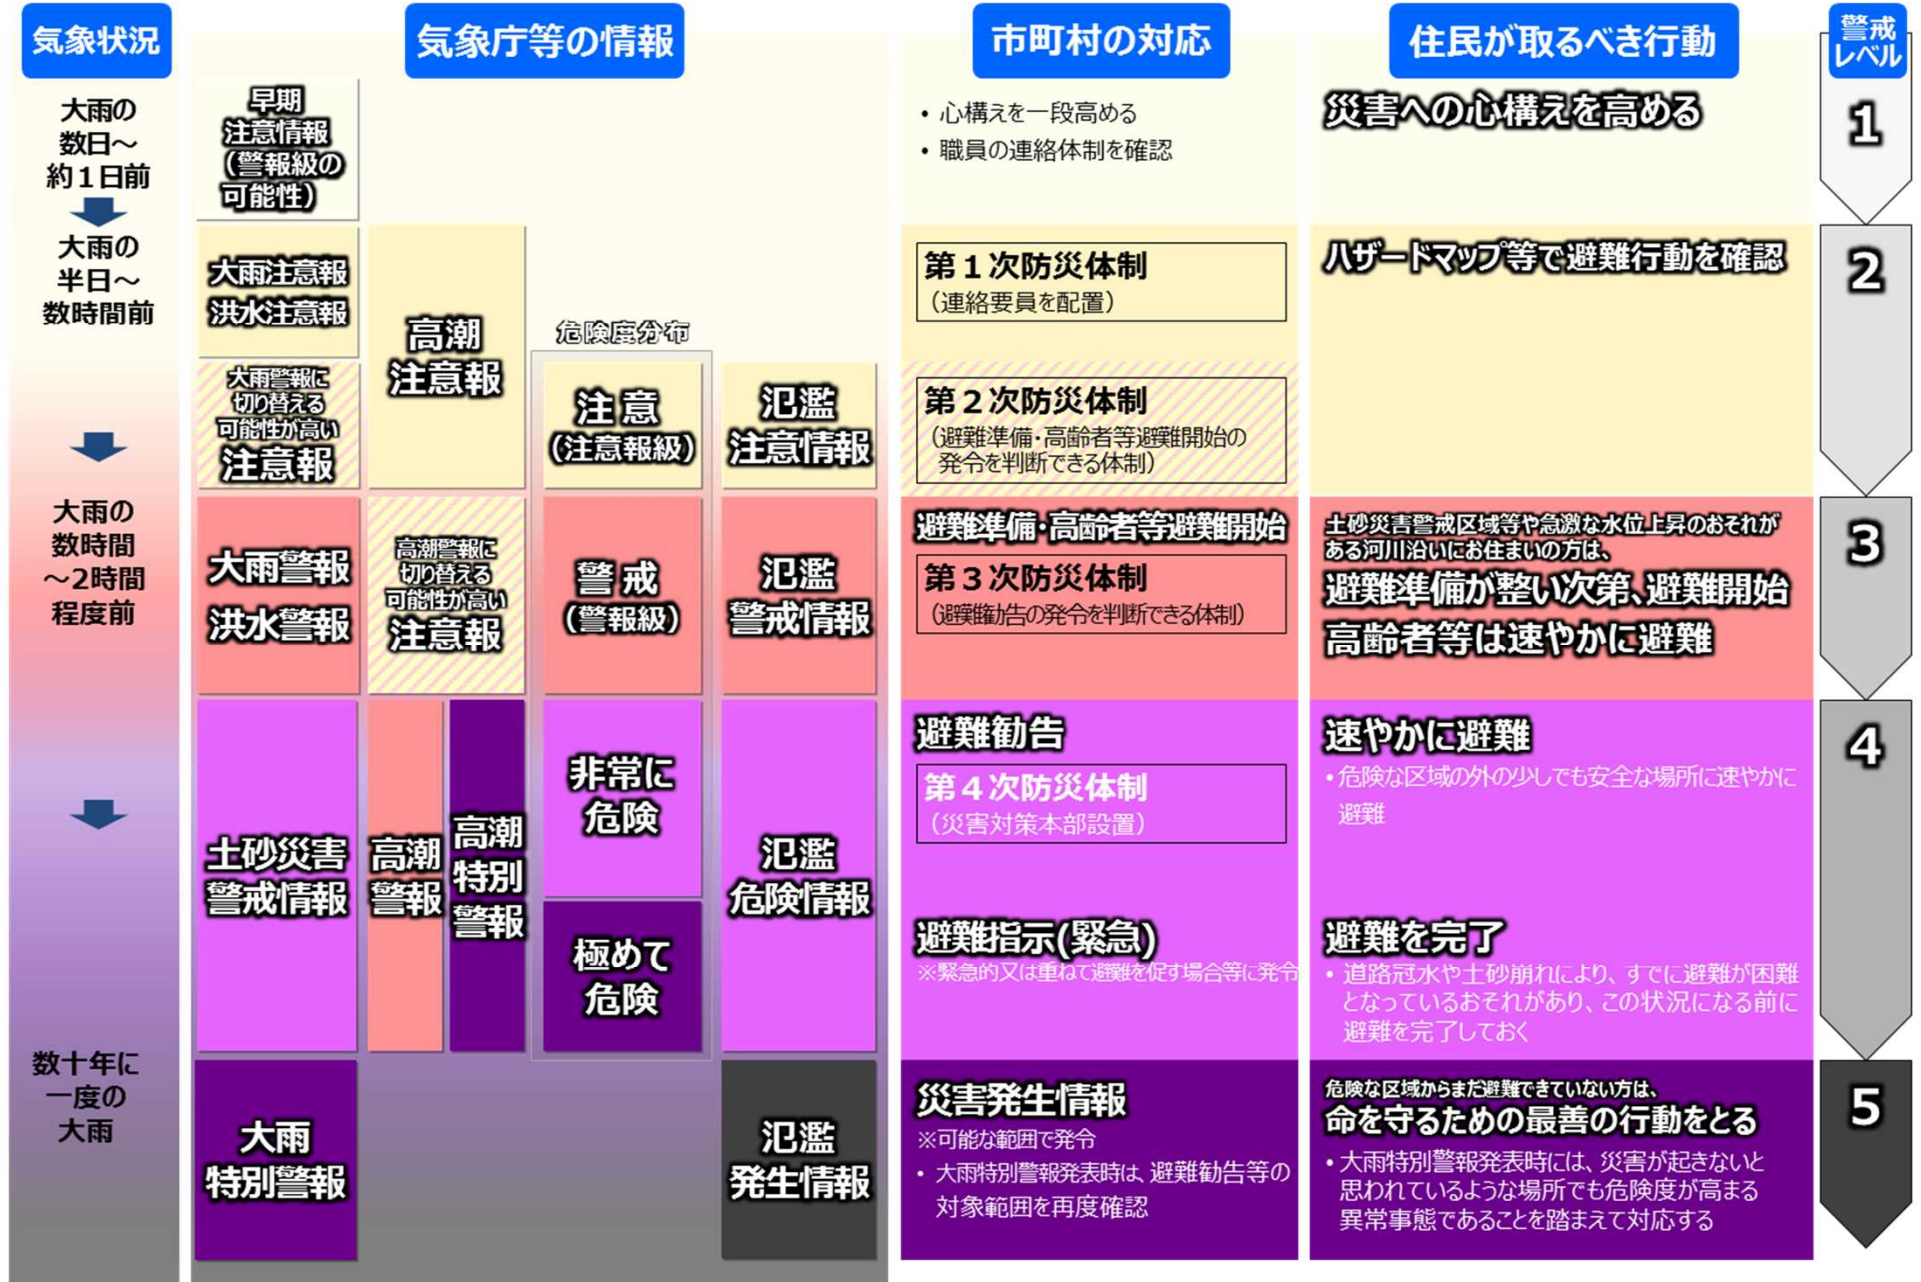 気象状況
気象庁等の情報
市町村の対応
住民が取るべき行動
警戒
レベル
大雨の
数日～
約１日前
早期
注意情報
（警報級の
可能性）
• 心構えを一段高める
• 職員の連絡体制を確認
災害への心構えを高める
1
大雨の
半日～
数時間前
大雨注意報
洪水注意報
高潮
注意報
危険度分布
第１次防災体制
（連絡要員を配置）
ハザードマップ等で避難行動を確認
2
大雨警報に
切り替える
可能性が高い
注意報
注意
（注意報級）
氾濫
注意情報
第２次防災体制
（避難準備・高齢者等避難開始の
発令を判断できる体制）
大雨の
数時間
～2時間
程度前
大雨警報
洪水警報
高潮警報に
切り替える
可能性が高い
注意報
警戒
（警報級）
氾濫
警戒情報
避難準備・高齢者等避難開始
第３次防災体制
（避難勧告の発令を判断できる体制）
土砂災害警戒区域等や急激な水位上昇のおそれが
ある河川沿いにお住まいの方は、
避難準備が整い次第、避難開始
高齢者等は速やかに避難
3
土砂災害
警戒情報
高潮
警報
高潮
特別
警報
非常に
危険
極めて
危険
氾濫
危険情報
避難勧告
第４次防災体制
（災害対策本部設置）
避難指示(緊急)
※緊急的又は重ねて避難を促す場合等に発令
速やかに避難
• 危険な区域の外の少しでも安全な場所に速やかに
避難
避難を完了
• 道路冠水や土砂崩れにより、すでに避難が困難
となっているおそれがあり、この状況になる前に
避難を完了しておく
4
数十年に
一度の
大雨
大雨
特別警報
氾濫
発生情報
災害発生情報
※可能な範囲で発令
• 大雨特別警報発表時は、避難勧告等の
対象範囲を再度確認
危険な区域からまだ避難できていない方は、
命を守るための最善の行動をとる
• 大雨特別警報発表時には、災害が起きないと
思われているような場所でも危険度が高まる
異常事態であることを踏まえて対応する
5